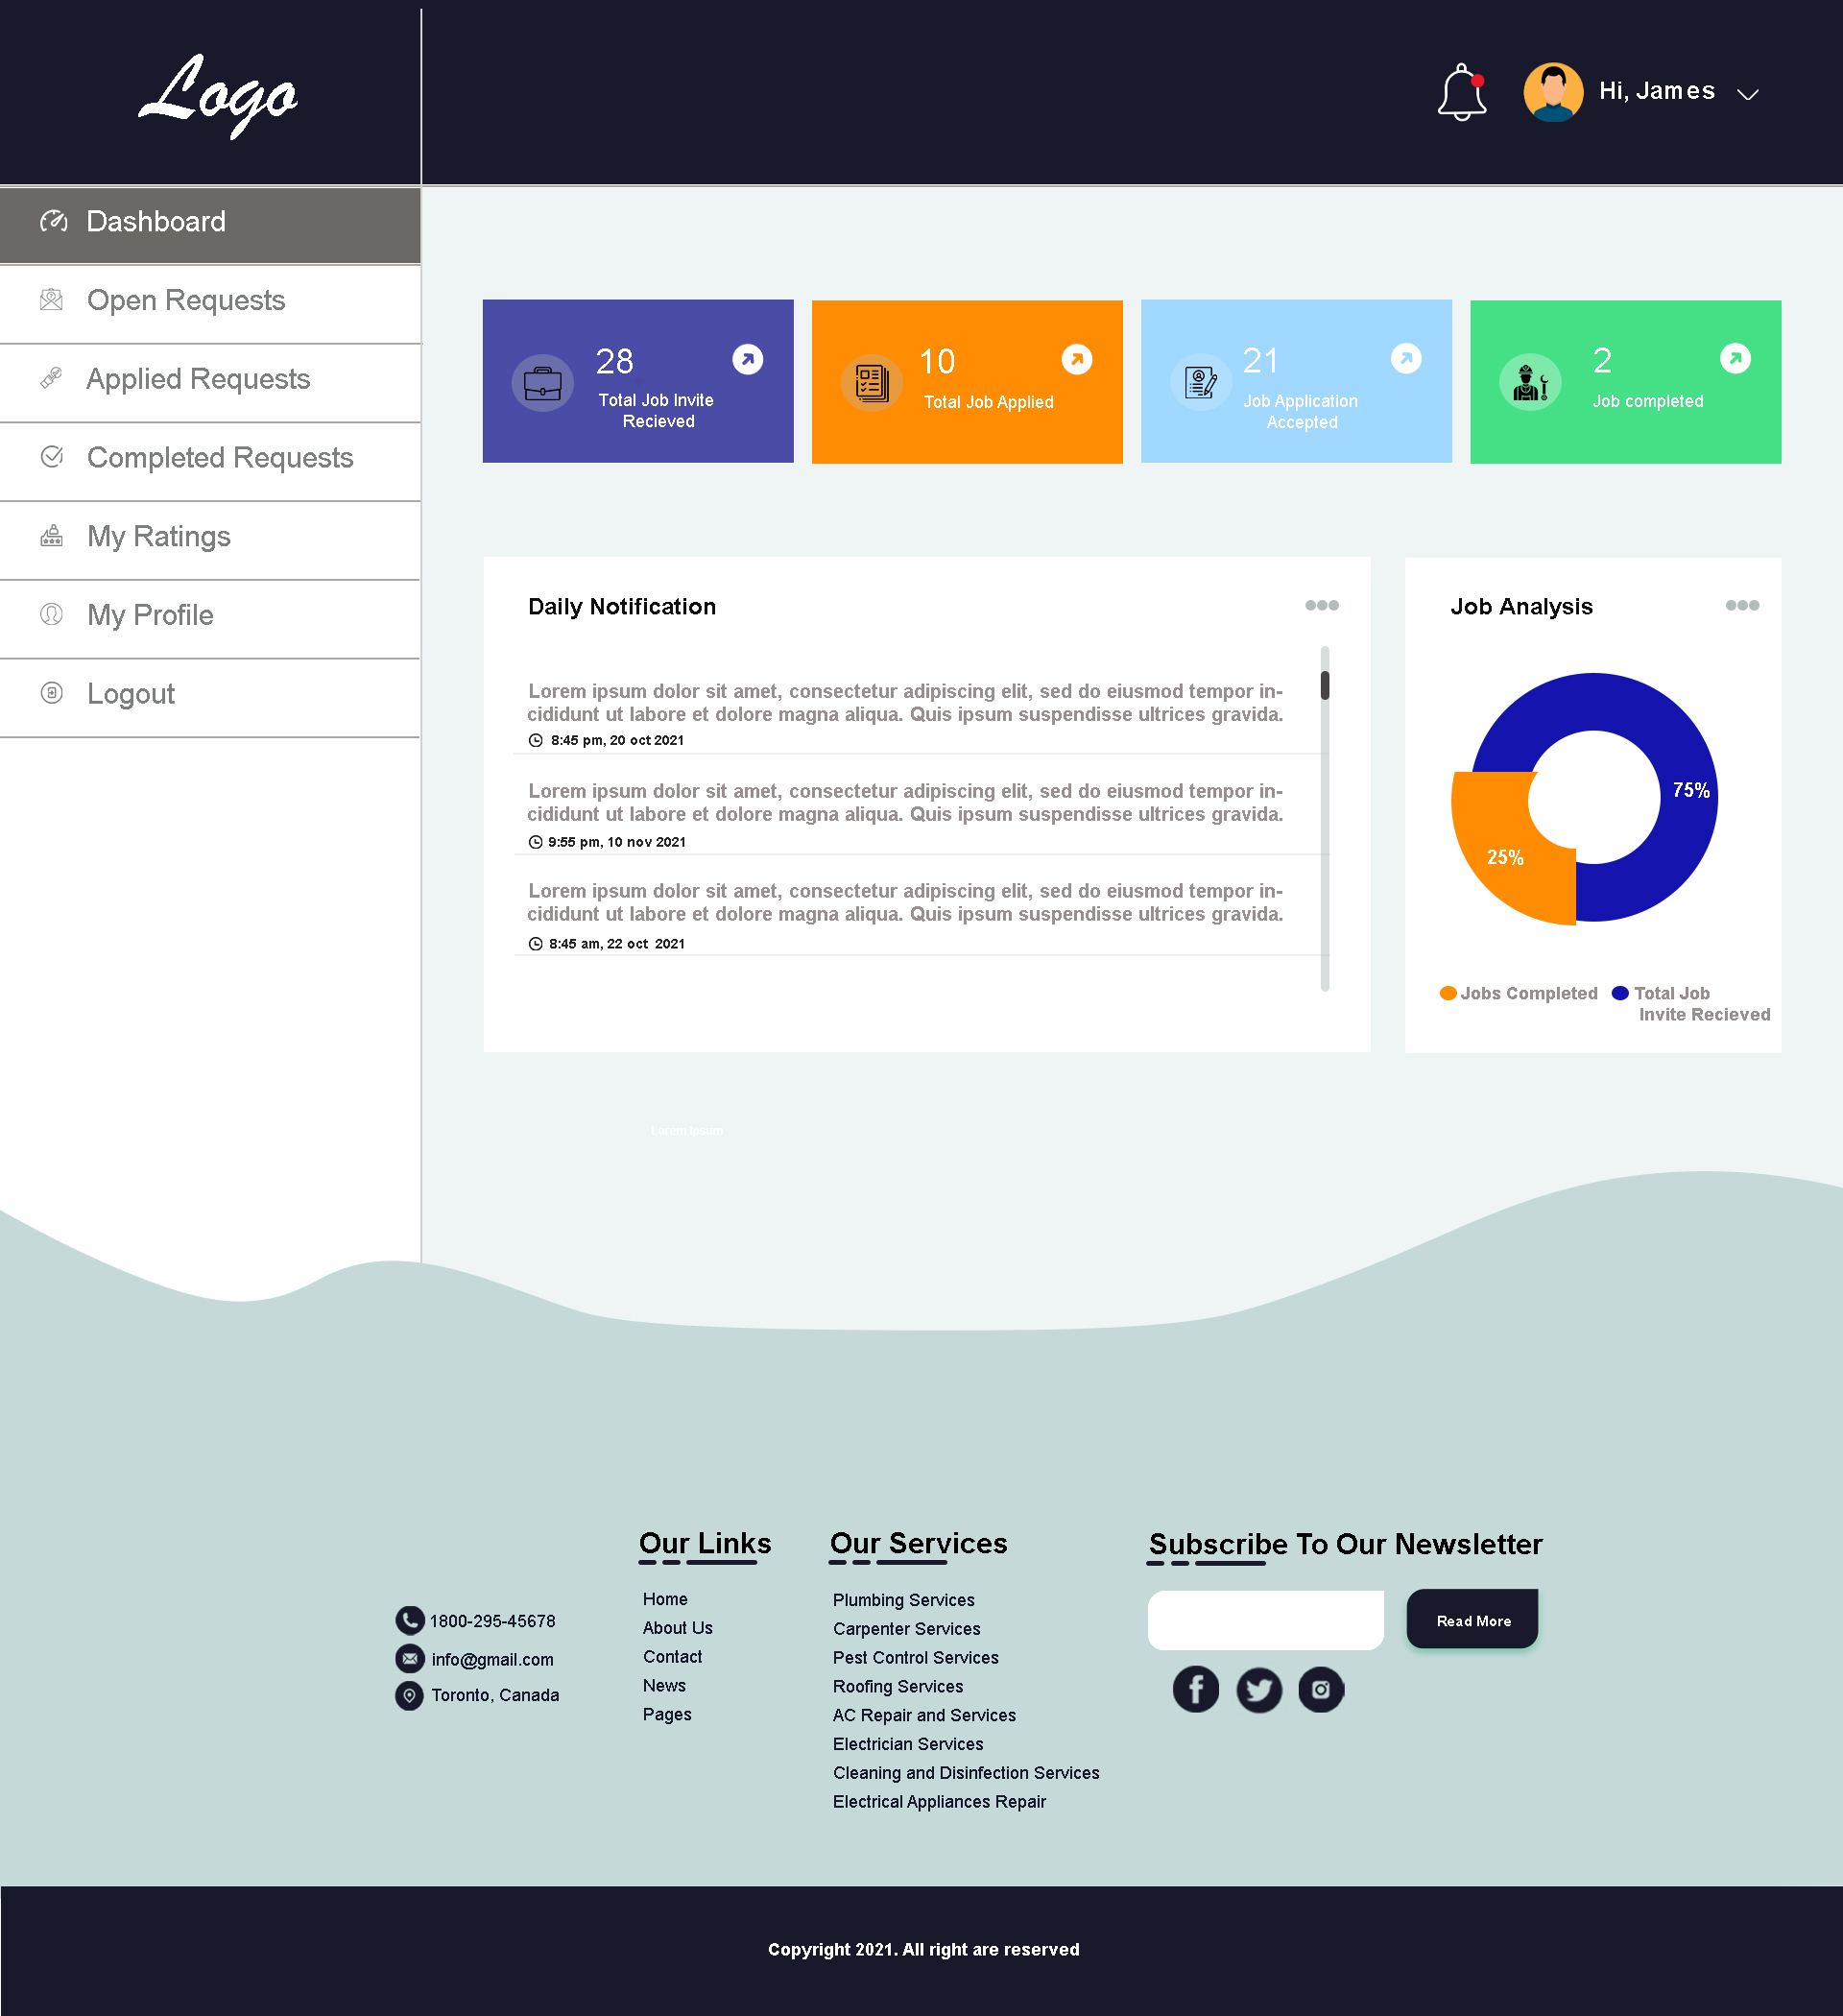 Logo
Hi, James
Dashboard
Open Requests
Applied Requests
Completed Requests
My Ratings
My Profile
Logout
28
Total Job Invite
Recieved
10
Total Job Applied
21
Job Application
Accepted
2
Job completed
Daily Notification
Lorem ipsum dolor sit amet, consectetur adipiscing elit, sed do eiusmod tempor in-
cididunt ut labore et dolore magna aliqua. Quis ipsum suspendisse ultrices gravida.
8:45 pm, 20 oct 2021
Lorem ipsum dolor sit amet, consectetur adipiscing elit, sed do eiusmod tempor in-
cididunt ut labore et dolore magna aliqua. Quis ipsum suspendisse ultrices gravida.
9:55 pm, 10 nov 2021
Lorem ipsum dolor sit amet, consectetur adipiscing elit, sed do eiusmod tempor in-
cididunt ut labore et dolore magna aliqua. Quis ipsum suspendisse ultrices gravida.
8:45 am, 22 oct 2021
Job Analysis
75%
25%
Jobs Completed
Total Job
Invite Recieved
Lorem Ipsum
1800-295-45678
info@gmail.com
Toronto, Canada
Our Links
Home
About Us
Contact
News
Pages
Our Services
Plumbing Services
Carpenter Services
Pest Control Services
Roofing Services
AC Repair and Services
Electrician Services
Cleaning and Disinfection Services
Electrical Appliances Repair
Subscribe To Our Newsletter
Read More
Copyright 2021. All right are reserved